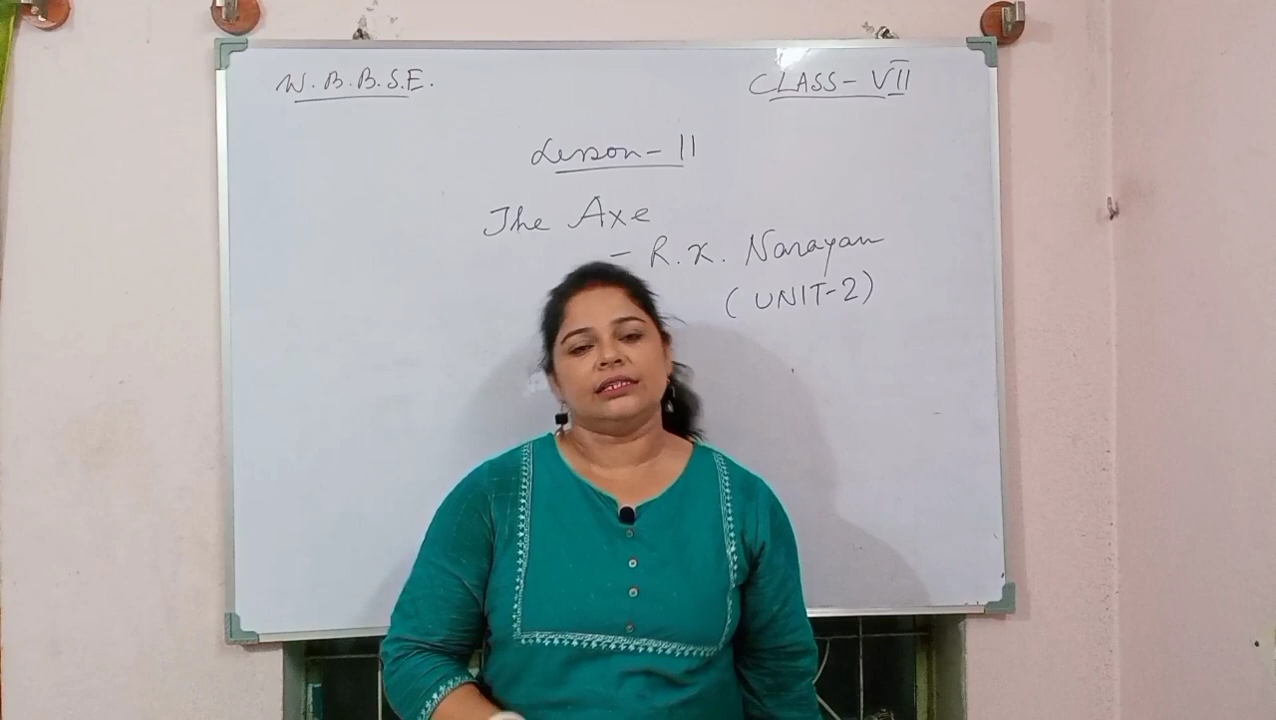 W.B.B.S.E.
CLASS - VII
Lesson - 11
The Axe
- R.K. Narayan
(UNIT-2)